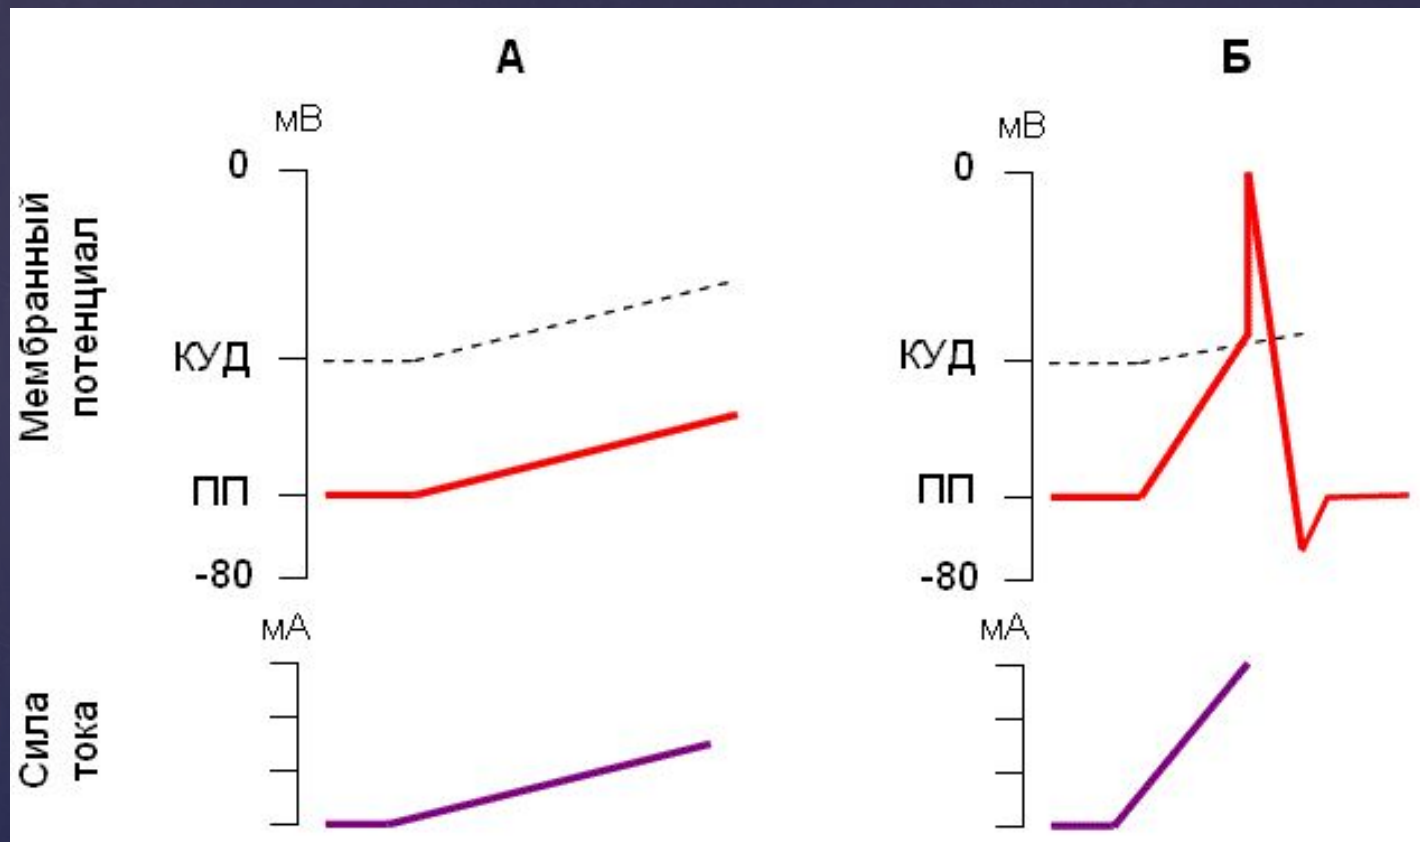 А
мВ
0
КУД
ПП
-80
Мембранный
потенциал
мА
Сила
тока
Б
мВ
0
КУД
ПП
-80
мА